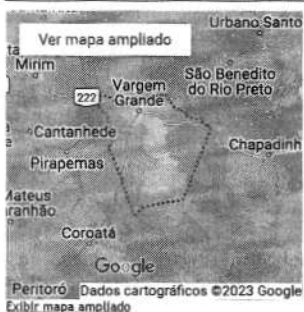 Urbano Santo
Ver mapa ampliado
Mirim
São Benedito
do Rio Preto
Vargem
Grande
222
Cantanhede
Chapadinh
Pirapemas
Mateus
aranhão
Coroatá
Google
Peritoró
Dados cartográficos ©2023 Google
Exibir mapa ampliado